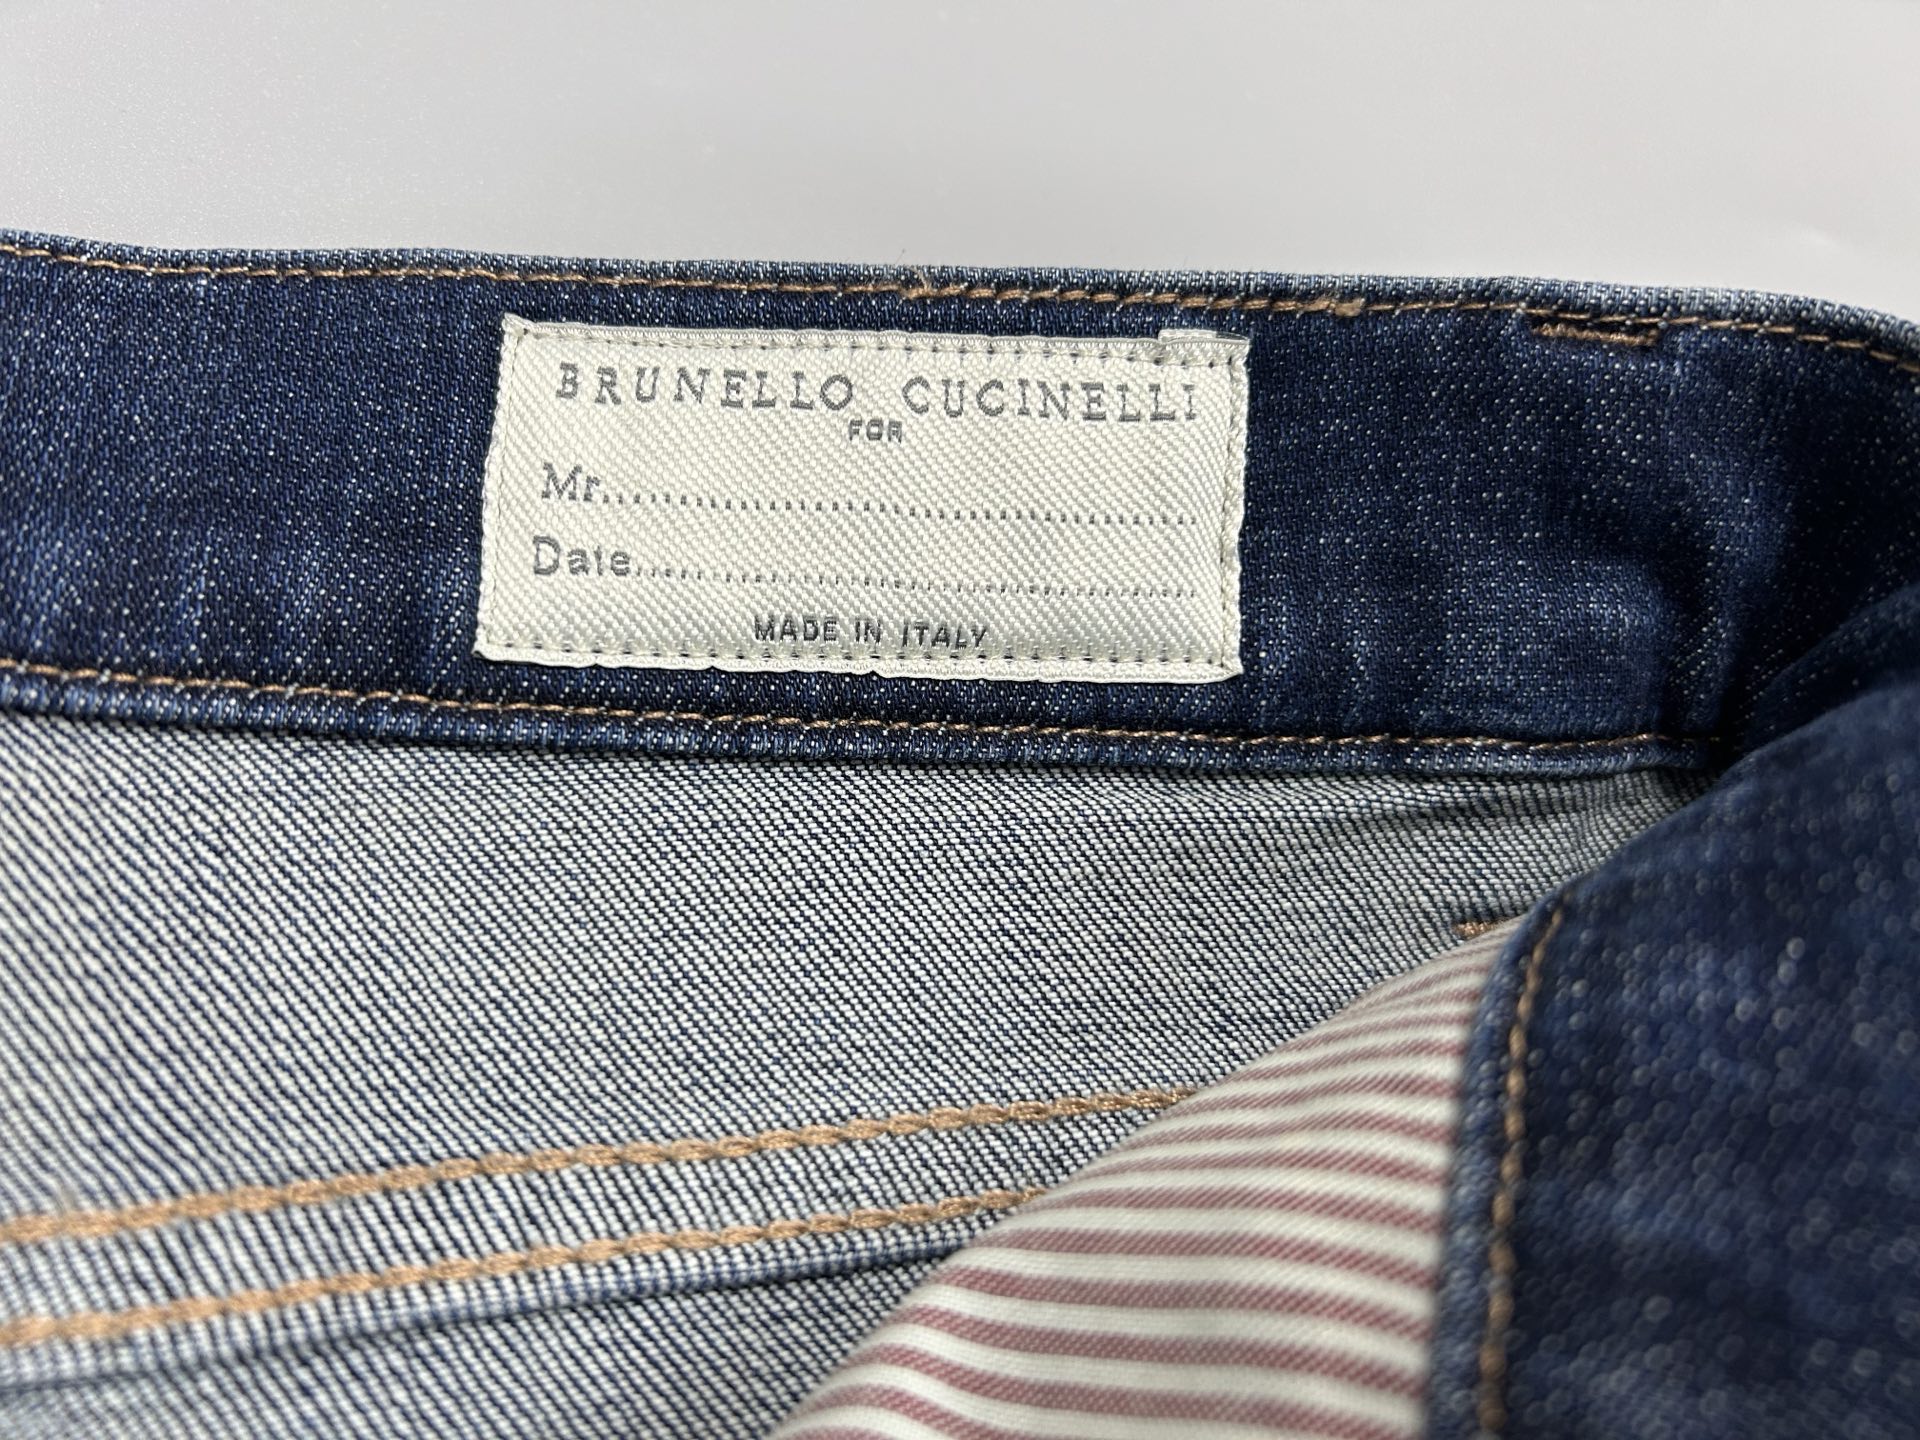 BRUNELLO CUCINELLI
FOR
Mr..........................................
Date.......................................
MADE IN ITALY